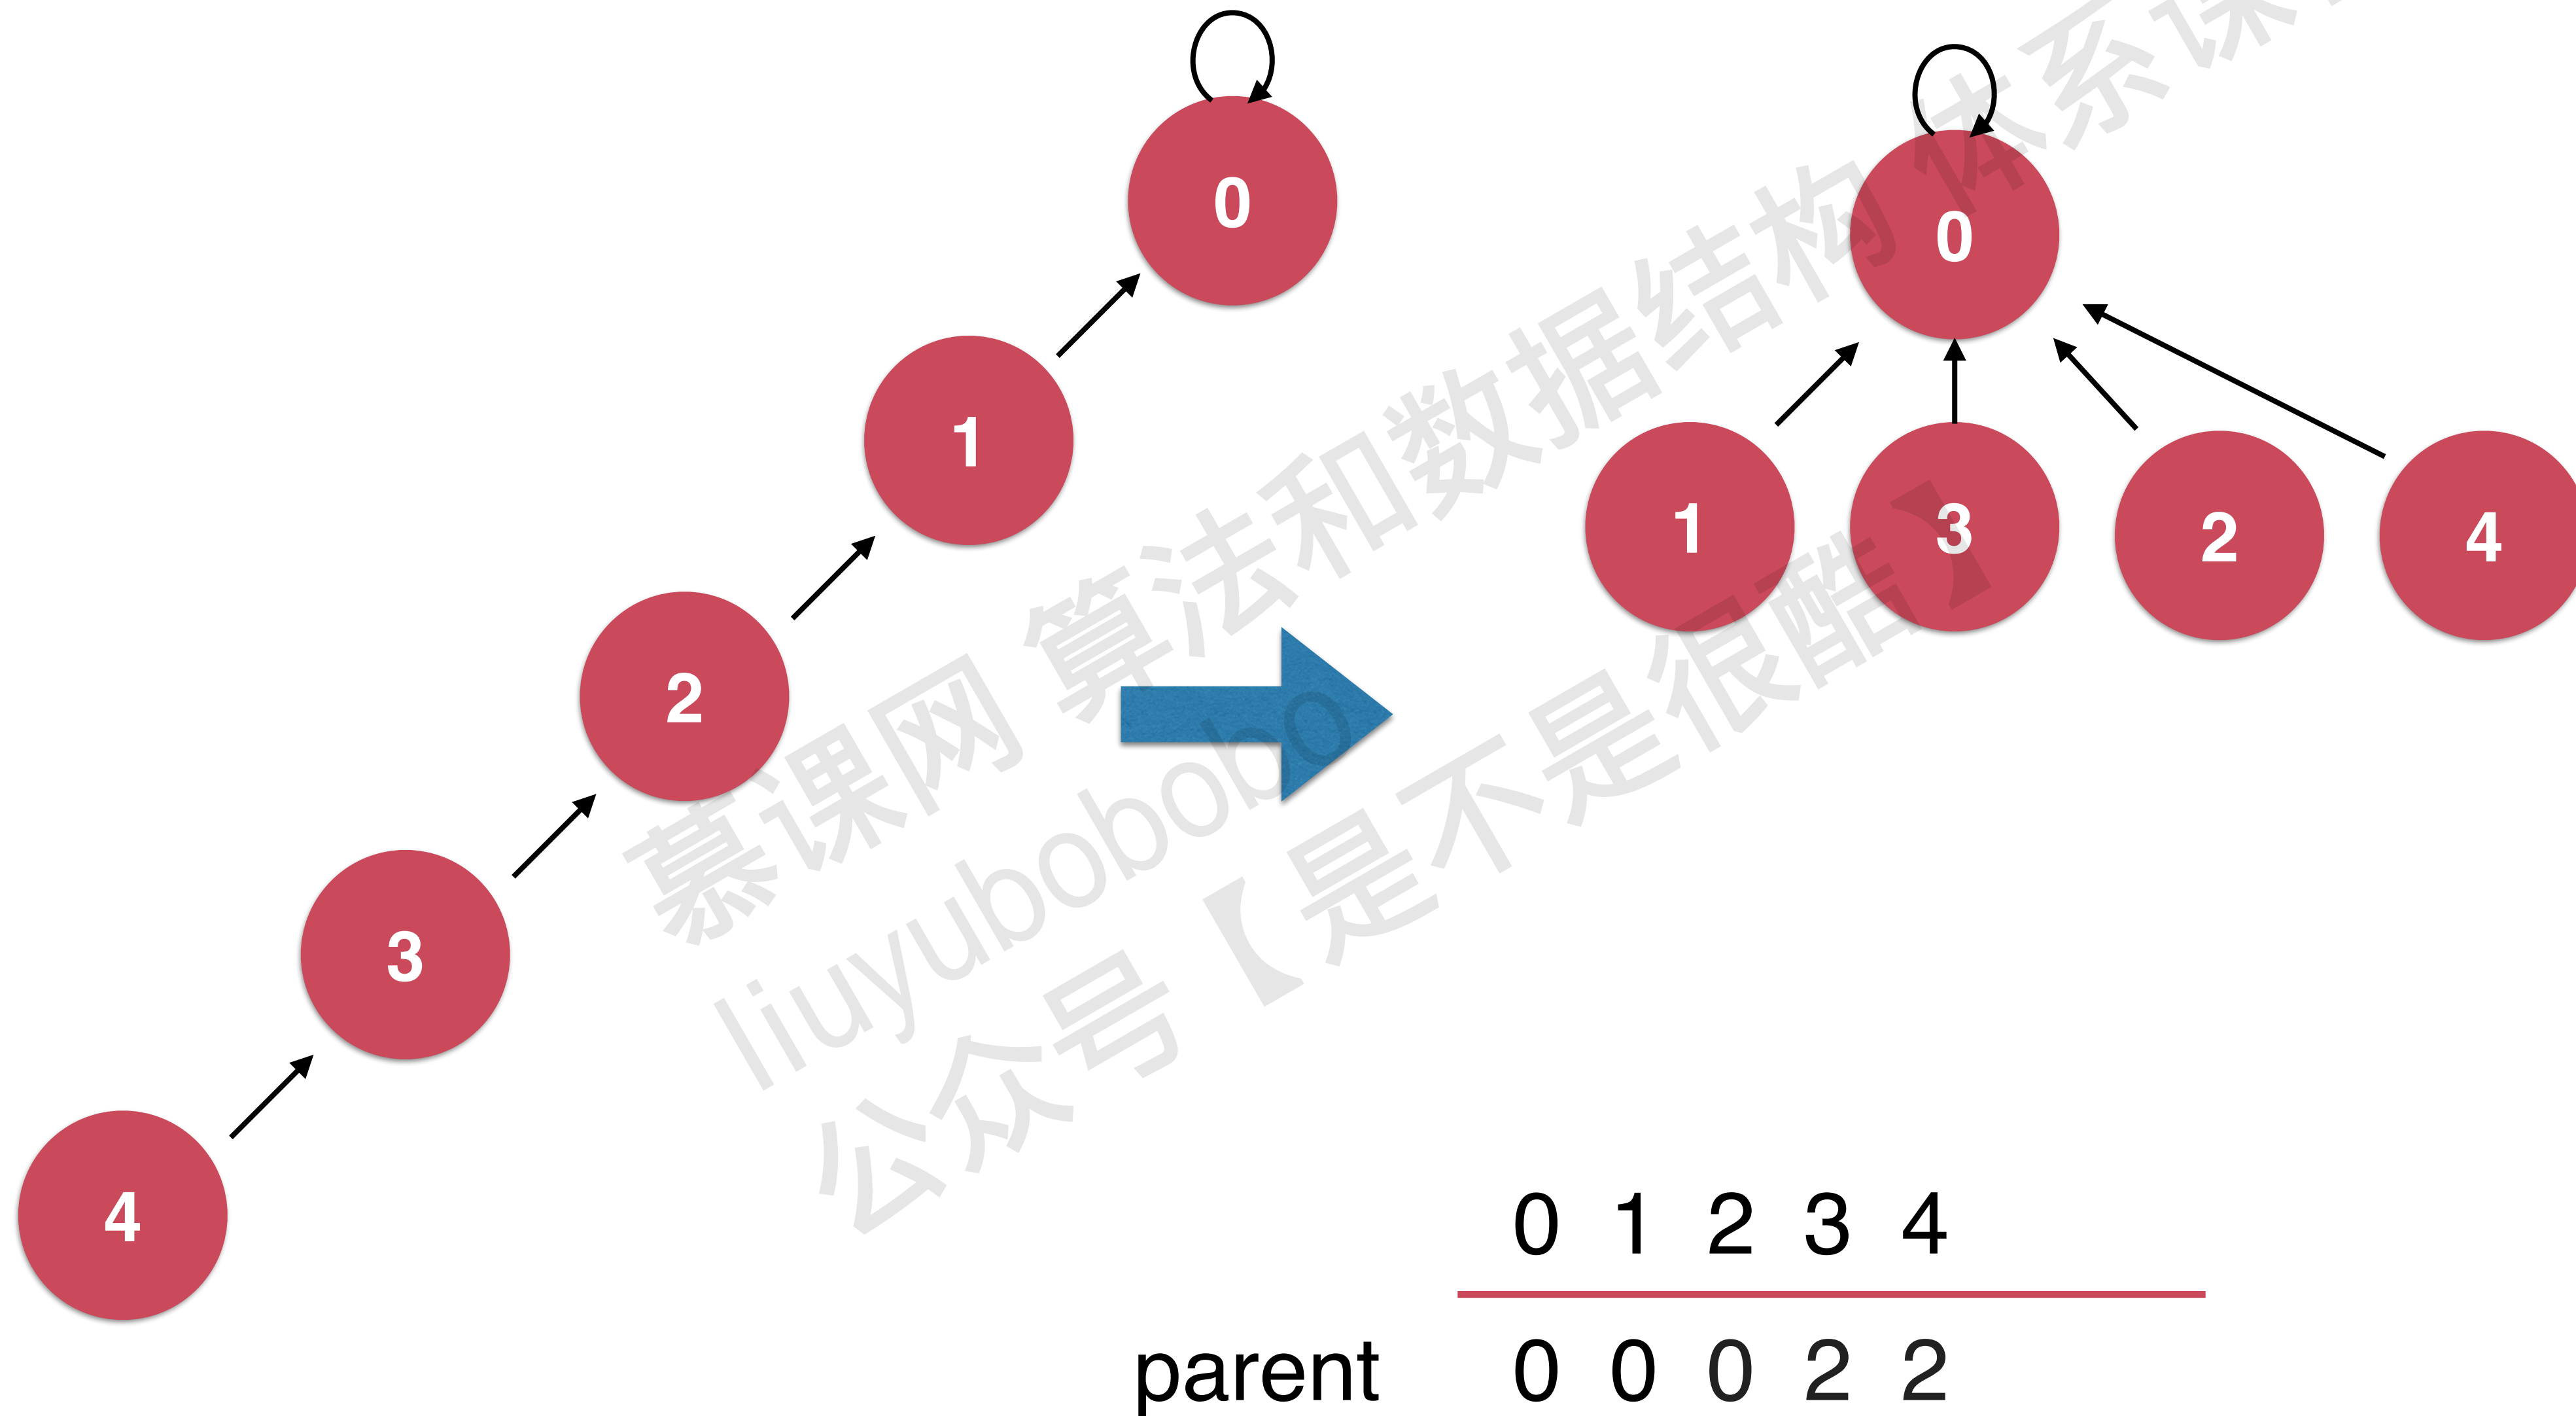 0
1
2
3
4
0
1 3 2 4
慕课网 算法和数据结构 体系课
liuyubobobo
公众号【是不是很酷】
0 1 2 3 4
parent 0 0 0 2 2